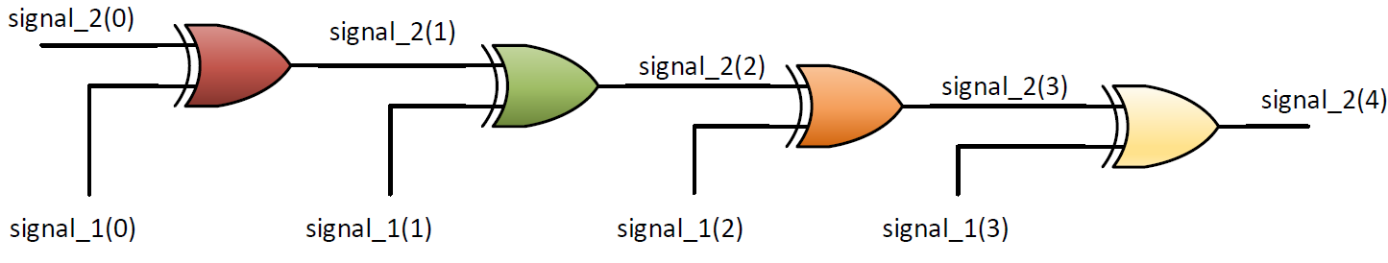 signal_2(0)
signal_2(1)
signal_2(2)
signal_2(3)
signal_2(4)
signal_1(0)
signal_1(1)
signal_1(2)
signal_1(3)